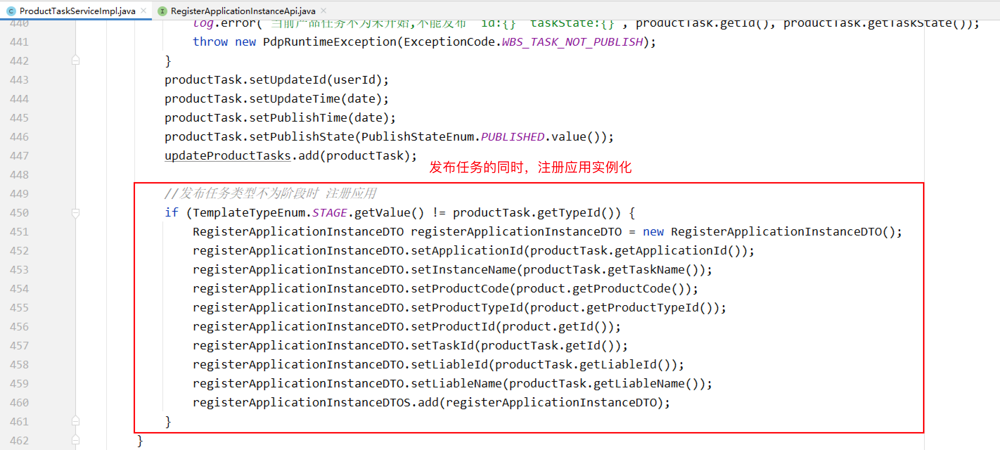 ProductTaskServiceImpl.java RegisterApplicationInstanceApi.java
440 log.error( 当前产品任务不为未开始,不能发布 id:{} taskState:{} , productTask.getId(), productTask.getTaskState());
441 throw new PdpRuntimeException(ExceptionCode.WBS_TASK_NOT_PUBLISH);
442 }
443 productTask.setUpdateId(userId);
444 productTask.setUpdateTime(date);
445 productTask.setPublishTime(date);
446 productTask.setPublishState(PublishStateEnum.PUBLISHED.value());
447 updateProductTasks.add(productTask);
发布任务的同时，注册应用实例化
448
449 //发布任务类型不为阶段时 注册应用
450 if (TemplateTypeEnum.STAGE.getValue() != productTask.getTypeId()) {
451 RegisterApplicationInstanceDTO registerApplicationInstanceDTO = new RegisterApplicationInstanceDTO();
452 registerApplicationInstanceDTO.setApplicationId(productTask.getApplicationId());
453 registerApplicationInstanceDTO.setInstanceName(productTask.getTaskName());
454 registerApplicationInstanceDTO.setProductCode(product.getProductCode());
455 registerApplicationInstanceDTO.setProductTypeId(product.getProductTypeId());
456 registerApplicationInstanceDTO.setProductId(product.getId());
457 registerApplicationInstanceDTO.setTaskId(productTask.getId());
458 registerApplicationInstanceDTO.setLiableId(productTask.getLiableId());
459 registerApplicationInstanceDTO.setLiableName(productTask.getLiableName());
460 registerApplicationInstanceDTOS.add(registerApplicationInstanceDTO);
461 }
462 }